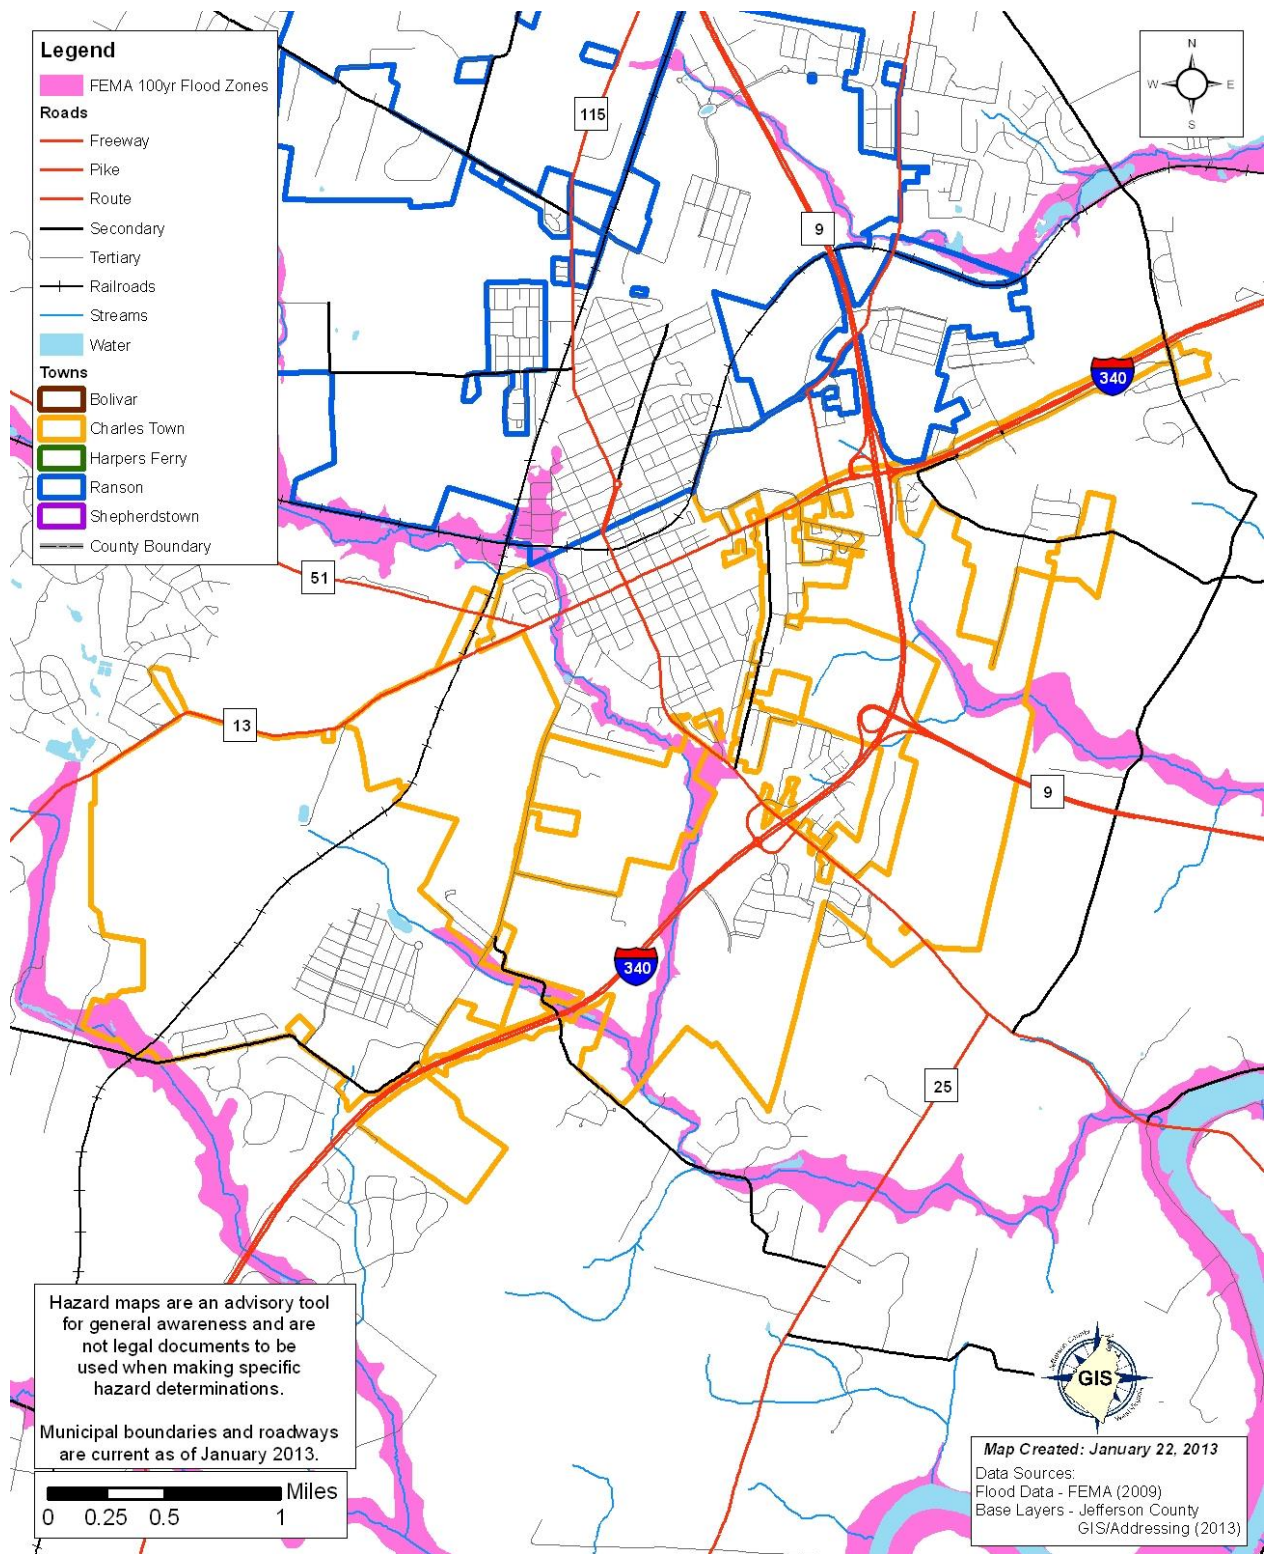 Legend
FEMA 100yr Flood Zones
Roads
Freeway
Pike
Route
Secondary
Tertiary
Railroads
Streams
Water
Towns
Bolivar
Charles Town
Harpers Ferry
Ranson
Shepherdstown
County Boundary
N
W E
S
115
9
340
51
13
9
340
25
Hazard maps are an advisory tool
for general awareness and are
not legal documents to be
used when making specific
hazard determinations.
Municipal boundaries and roadways
are current as of January 2013.
Miles
0 0.25 0.5 1
Jefferson County
GIS
West Virginia
Map Created: January 22, 2013
Data Sources:
Flood Data - FEMA (2009)
Base Layers - Jefferson County
GIS/Addressing (2013)